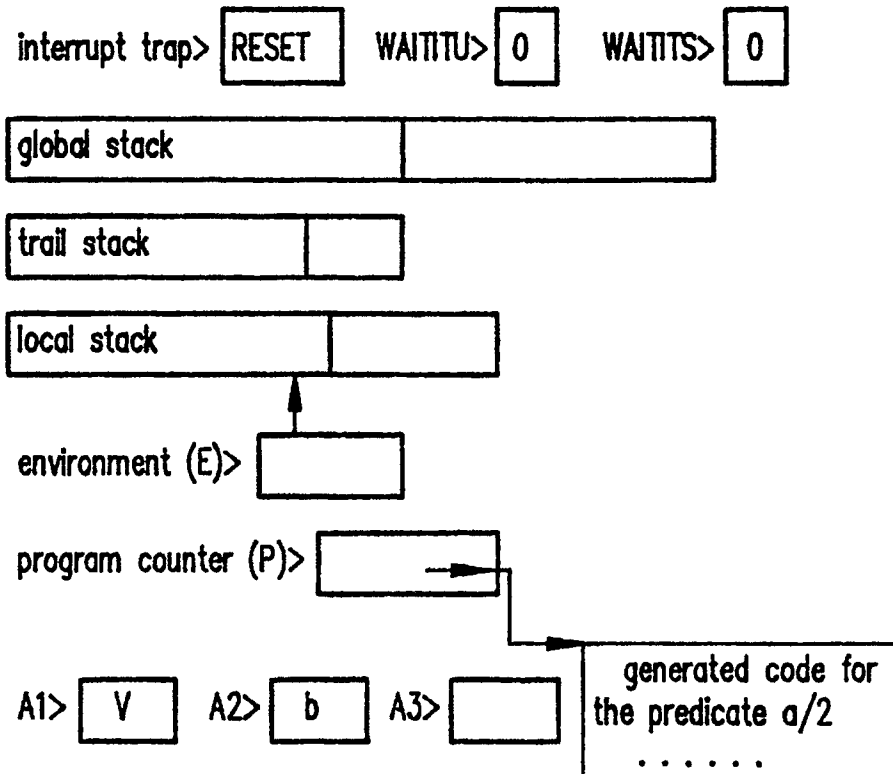 interrupt trap> RESET WAITITU> 0 WAITITS> 0
global stack
trail stack
local stack
environment (E)>
program counter (P)>
A1> V A2> b A3>
generated code for
the predicate a/2
. . . . . .